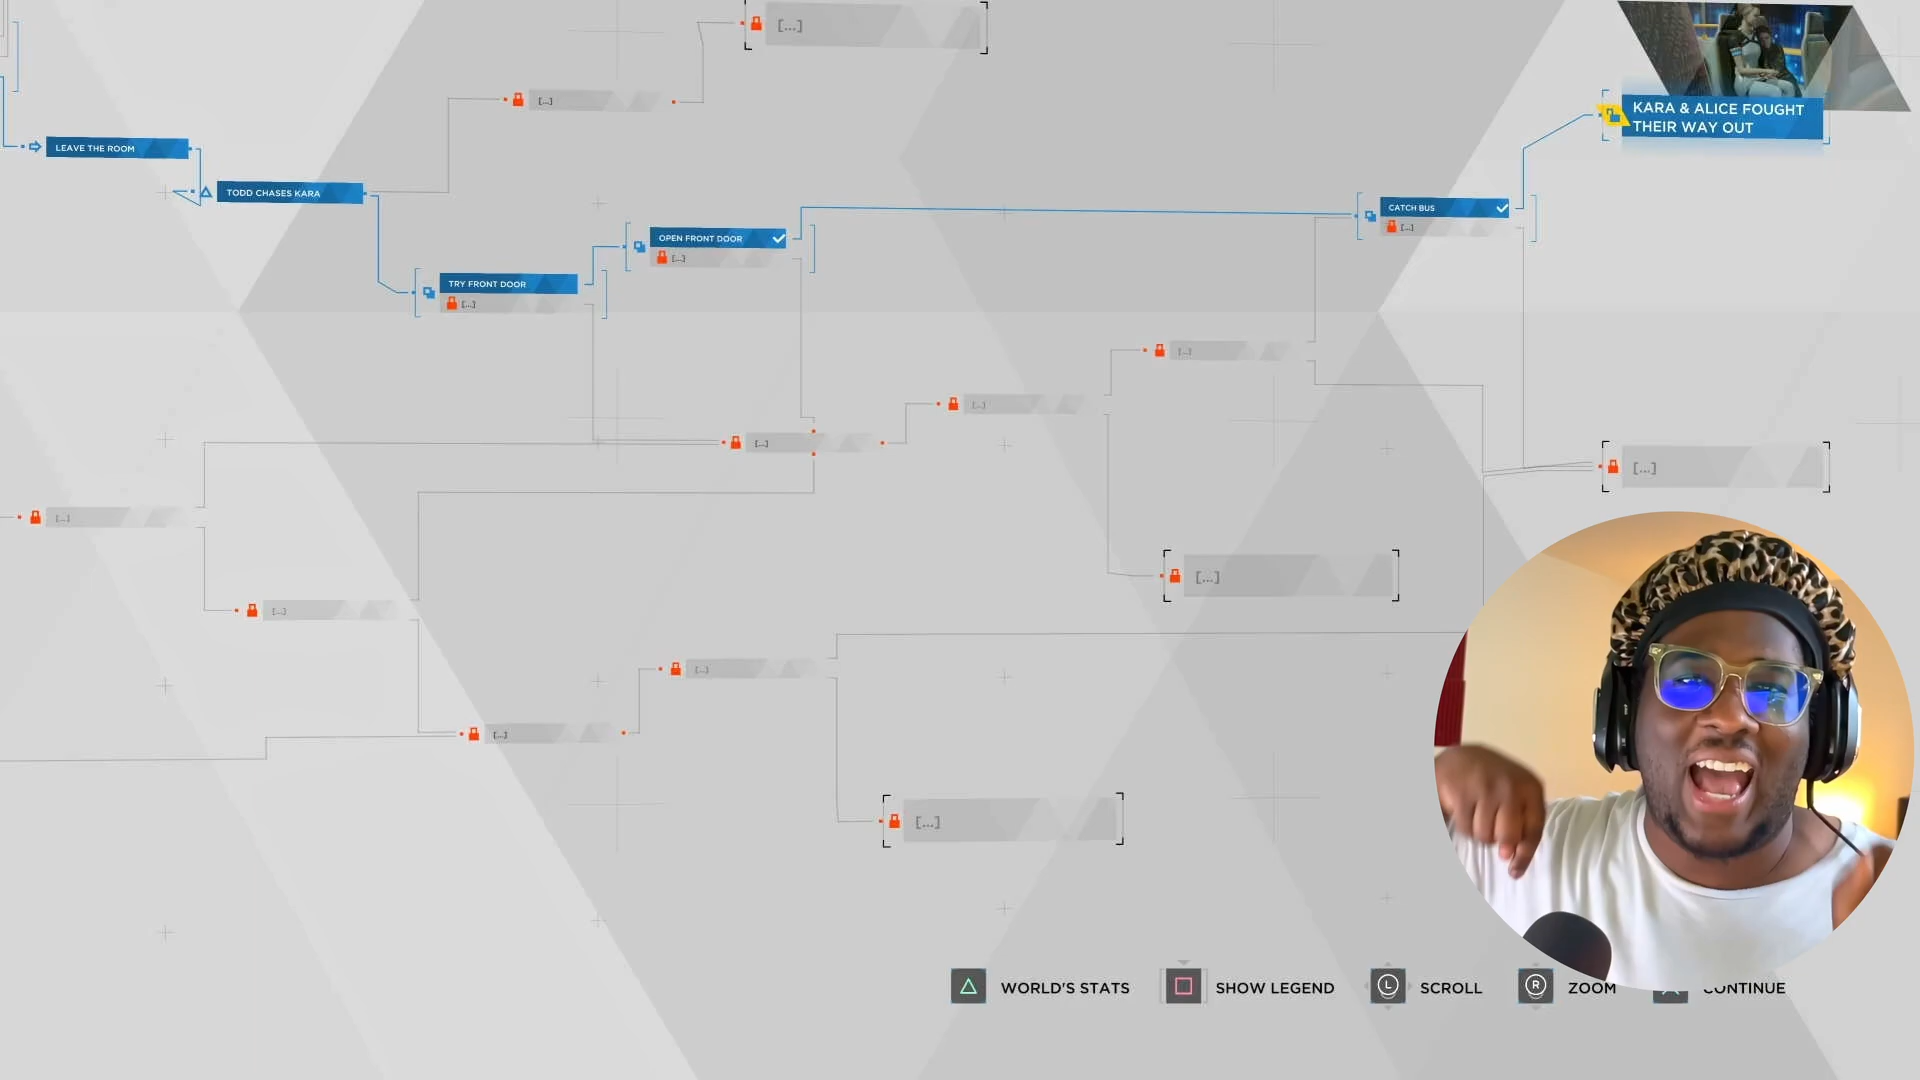 [...]
[...]
KARA & ALICE FOUGHT
THEIR WAY OUT
LEAVE THE ROOM
TODD CHASES KARA
CATCH BUS
[...]
OPEN FRONT DOOR
[...]
TRY FRONT DOOR
[...]
[...]
[...]
[...]
[...]
[...]
[...]
[...]
[...]
[...]
[...]
WORLD'S STATS
SHOW LEGEND
L
SCROLL
R
ZOOM
CONTINUE